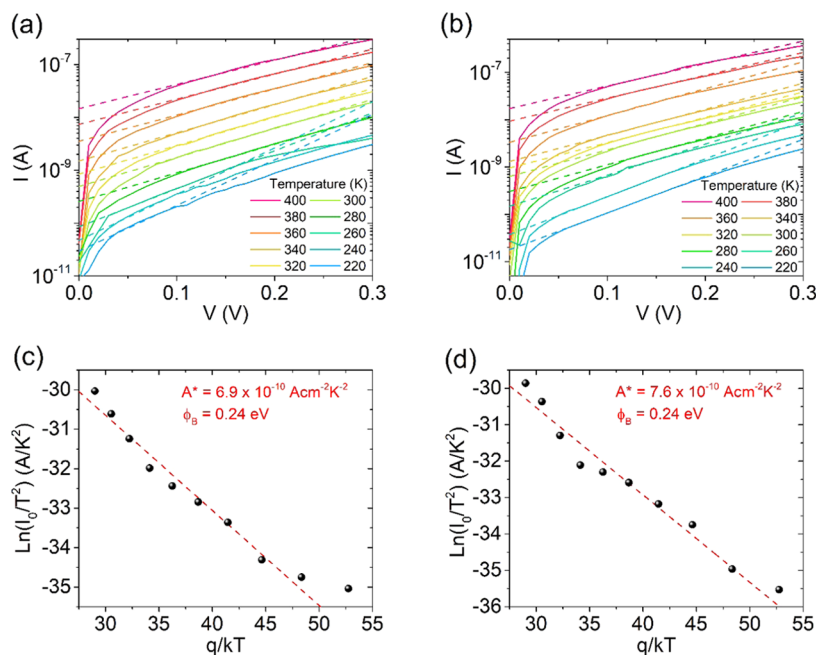 (a)
10⁻⁷
10⁻⁹
10⁻¹¹
I (A)
Temperature (K)
400 300
380 280
360 260
340 240
320 220
0.0 0.1 0.2 0.3
V (V)
(b)
10⁻⁷
10⁻⁹
10⁻¹¹
I (A)
Temperature (K)
400 380
360 340
320 300
280 260
240 220
0.0 0.1 0.2 0.3
V (V)
(c)
A* = 6.9 x 10⁻¹⁰ Acm⁻²K⁻²
ϕB = 0.24 eV
-30
-31
-32
-33
-34
-35
Ln(I₀/T²) (A/K²)
30 35 40 45 50 55
q/kT
(d)
A* = 7.6 x 10⁻¹⁰ Acm⁻²K⁻²
ϕB = 0.24 eV
-30
-31
-32
-33
-34
-35
-36
Ln(I₀/T²) (A/K²)
30 35 40 45 50 55
q/kT